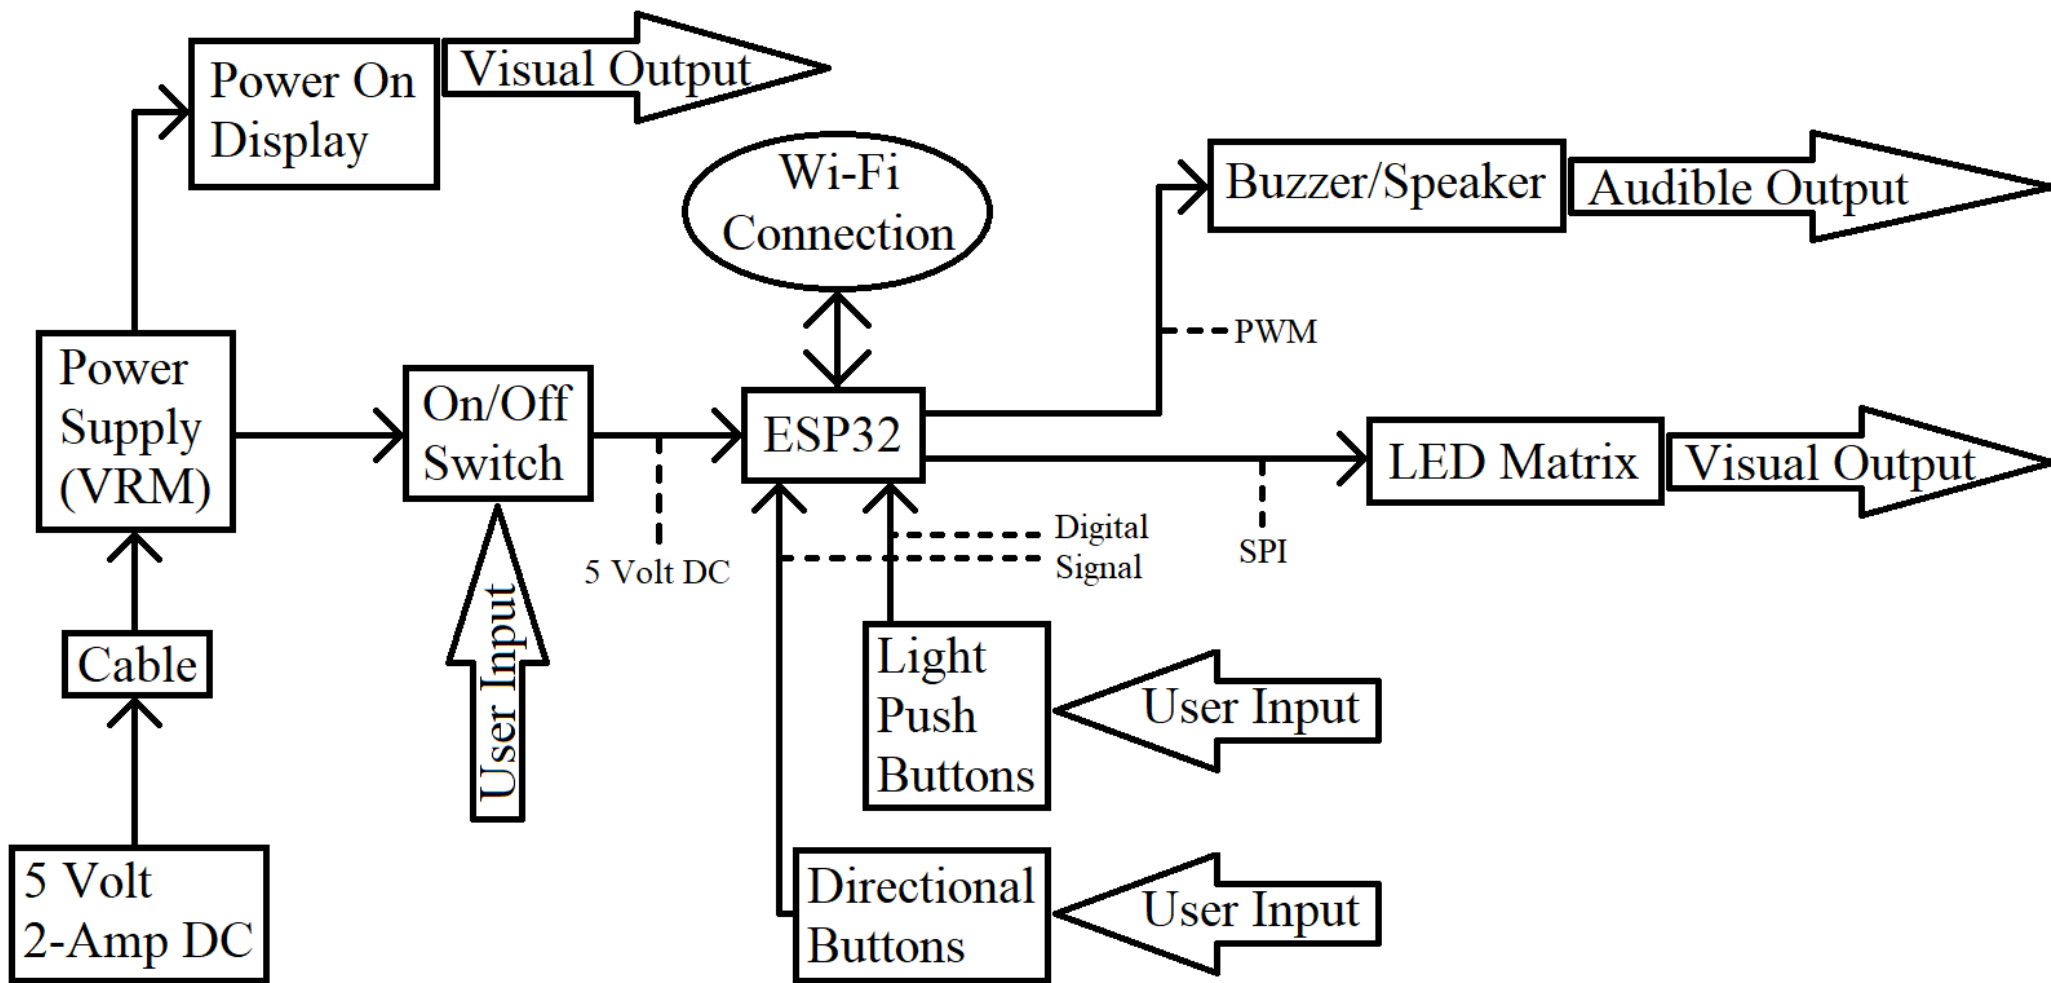 Power On
Display
Visual Output
Wi-Fi
Connection
Buzzer/Speaker
Audible Output
PWM
Power
Supply
(VRM)
On/Off
Switch
ESP32
LED Matrix
Visual Output
5 Volt DC
Digital
Signal
SPI
User Input
Cable
Light
Push
Buttons
User Input
5 Volt
2-Amp DC
Directional
Buttons
User Input